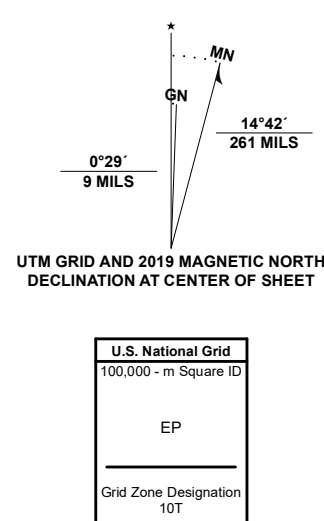 ★
MN
GN
14°42´
261 MILS
0°29´
9 MILS
UTM GRID AND 2019 MAGNETIC NORTH
DECLINATION AT CENTER OF SHEET
U.S. National Grid
100,000 - m Square ID
EP
Grid Zone Designation
10T